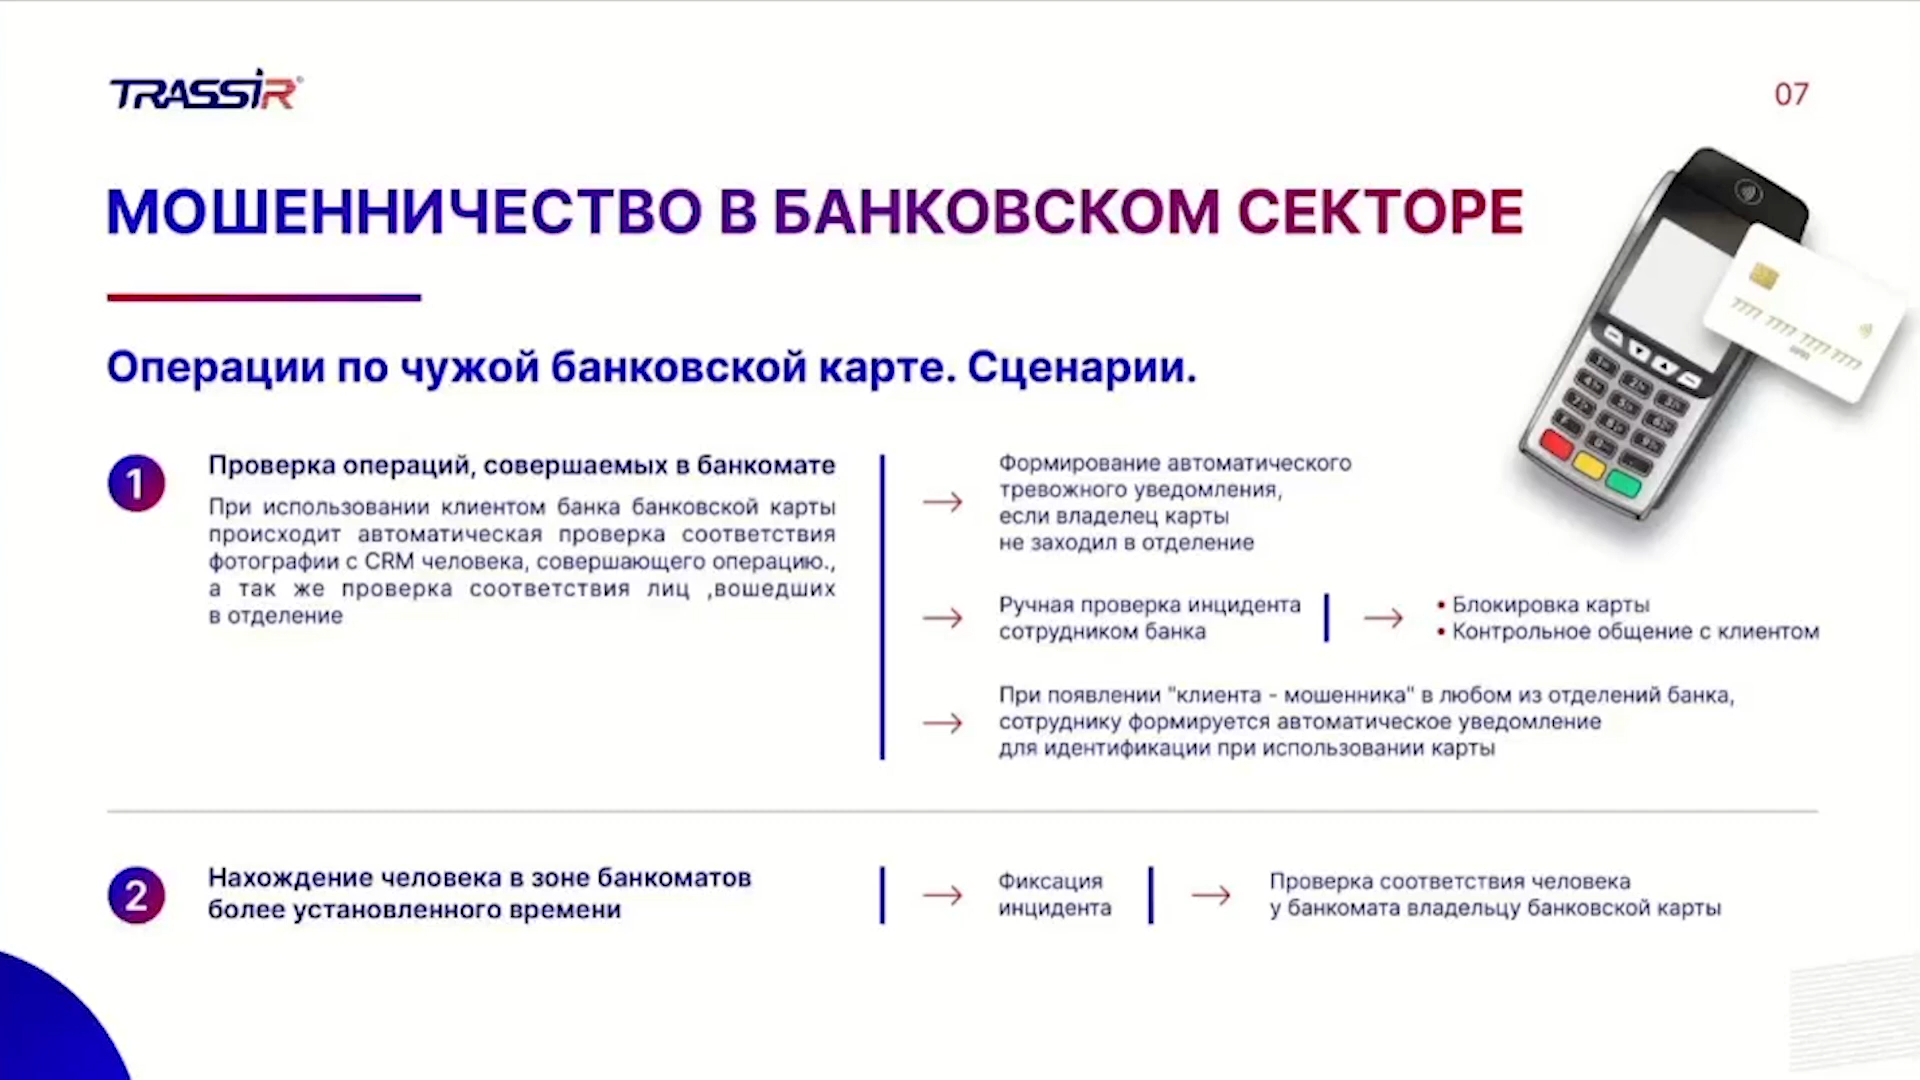 TRASSIR
07
МОШЕННИЧЕСТВО В БАНКОВСКОМ СЕКТОРЕ
Операции по чужой банковской карте. Сценарии.
1
Проверка операций, совершаемых в банкомате
При использовании клиентом банка банковской карты
происходит автоматическая проверка соответствия
фотографии с CRM человека, совершающего операцию.,
а так же проверка соответствия лиц ,вошедших
в отделение
Формирование автоматического
тревожного уведомления,
если владелец карты
не заходил в отделение
Ручная проверка инцидента
сотрудником банка
• Блокировка карты
• Контрольное общение с клиентом
При появлении "клиента - мошенника" в любом из отделений банка,
сотруднику формируется автоматическое уведомление
для идентификации при использовании карты
2
Нахождение человека в зоне банкоматов
более установленного времени
Фиксация
инцидента
Проверка соответствия человека
у банкомата владельцу банковской карты
7777 7777 7777 7777